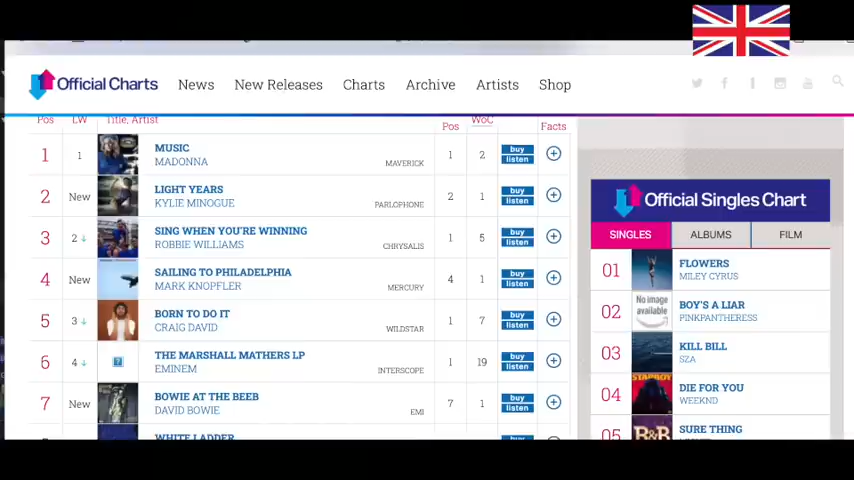 Official Charts
News
New Releases
Charts
Archive
Artists
Shop
Pos LW Title, Artist Pos WoC Facts
1 1 MUSIC
MADONNA MAVERICK 1 2 buy
listen
2 New LIGHT YEARS
KYLIE MINOGUE PARLOPHONE 2 1 buy
listen
3 2 ↓ SING WHEN YOU'RE WINNING
ROBBIE WILLIAMS CHRYSALIS 1 5 buy
listen
4 New SAILING TO PHILADELPHIA
MARK KNOPFLER MERCURY 4 1 buy
listen
5 3 ↓ BORN TO DO IT
CRAIG DAVID WILDSTAR 1 7 buy
listen
6 4 ↓ THE MARSHALL MATHERS LP
EMINEM INTERSCOPE 1 19 buy
listen
7 New BOWIE AT THE BEEB
DAVID BOWIE EMI 7 1 buy
listen
WHITE LADDER
buy
Official Singles Chart
SINGLES ALBUMS FILM
01 FLOWERS
MILEY CYRUS
02 No image
available
BOY'S A LIAR
PINKPANTHERESS
03 KILL BILL
SZA
04 STARBOY DIE FOR YOU
WEEKND
05 R&B SURE THING